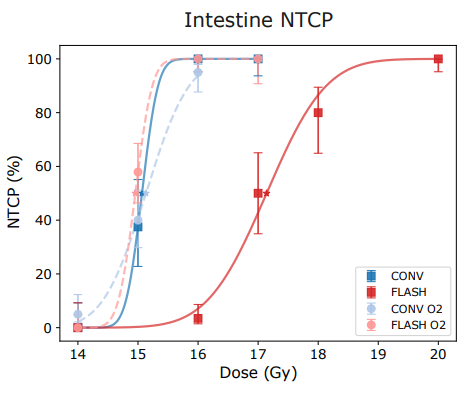 Intestine NTCP
NTCP (%)
100
80
60
40
20
0
14 15 16 17 18 19 20
Dose (Gy)
CONV
FLASH
CONV O2
FLASH O2